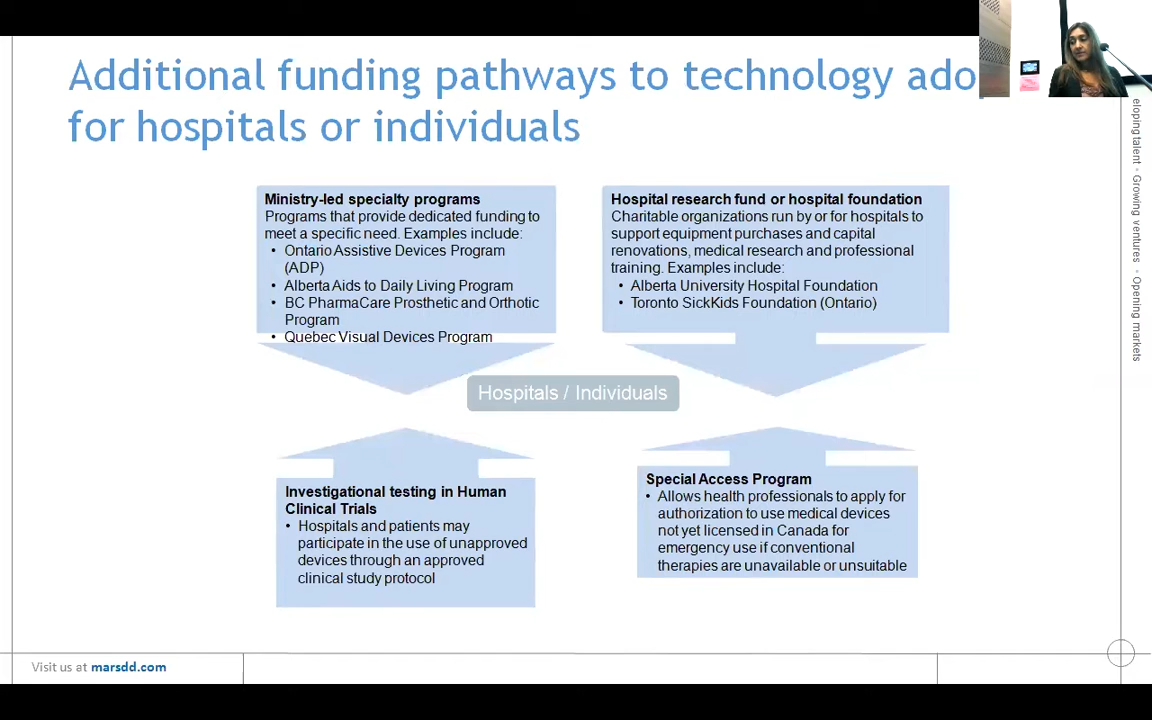 Additional funding pathways to technology
for hospitals or individuals
Ministry-led specialty programs
Programs that provide dedicated funding to
meet a specific need. Examples include:
• Ontario Assistive Devices Program
(ADP)
• Alberta Aids to Daily Living Program
• BC PharmaCare Prosthetic and Orthotic
Program
• Quebec Visual Devices Program
Hospital research fund or hospital foundation
Charitable organizations run by or for hospitals to
support equipment purchases and capital
renovations, medical research and professional
training. Examples include:
• Alberta University Hospital Foundation
• Toronto SickKids Foundation (Ontario)
Hospitals / Individuals
Investigational testing in Human
Clinical Trials
• Hospitals and patients may
participate in the use of unapproved
devices through an approved
clinical study protocol
Special Access Program
• Allows health professionals to apply for
authorization to use medical devices
not yet licensed in Canada for
emergency use if conventional
therapies are unavailable or unsuitable
eloping talent • Growing ventures • Opening markets
Visit us at marsdd.com